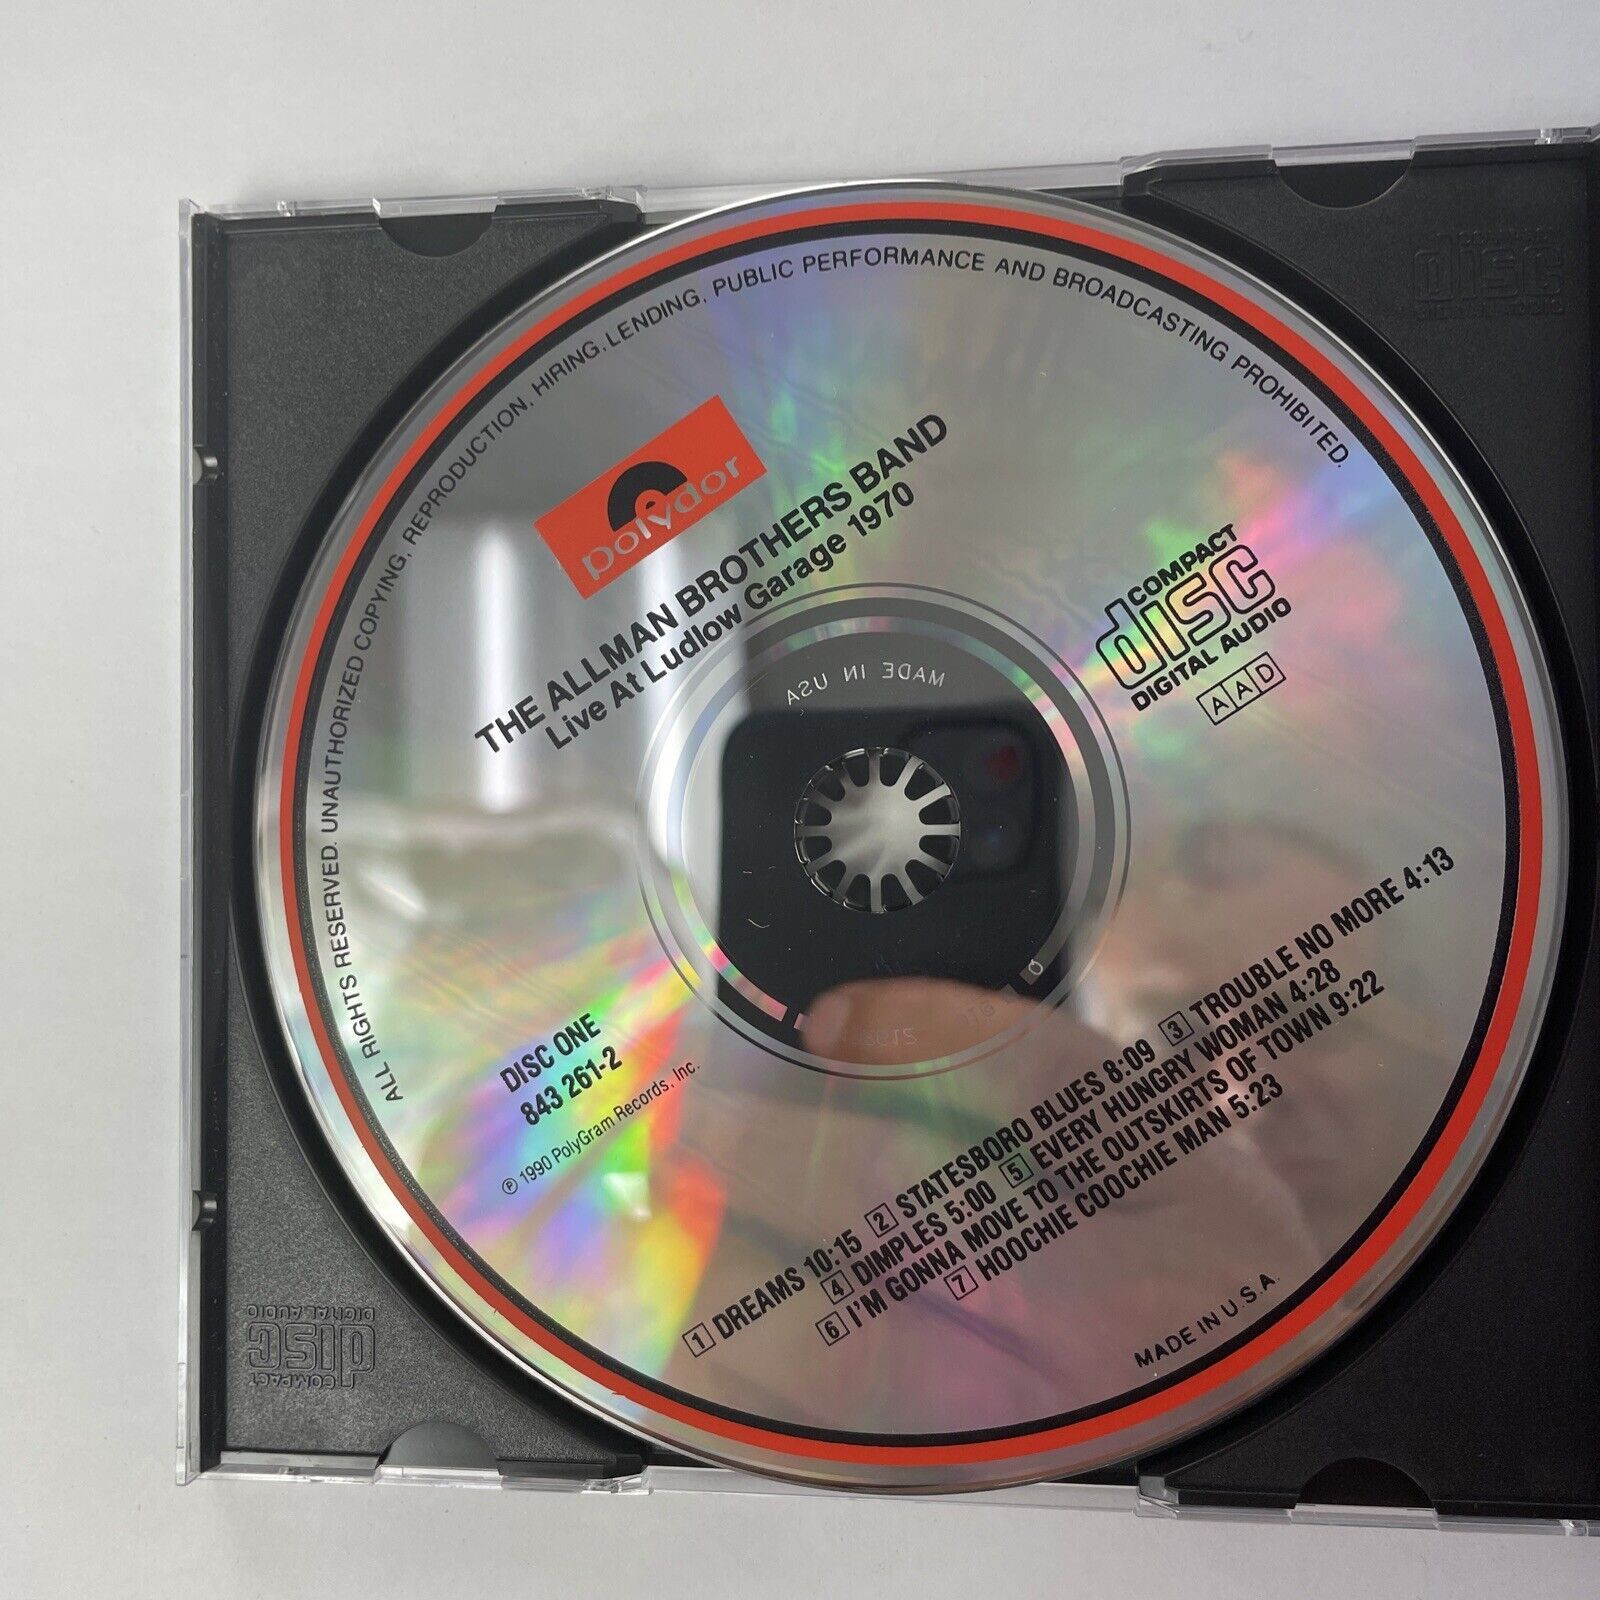 ALL RIGHTS RESERVED. UNAUTHORIZED COPYING, REPRODUCTION, HIRING, LENDING, PUBLIC PERFORMANCE AND BROADCASTING PROHIBITED.
polydor
THE ALLMAN BROTHERS BAND
Live At Ludlow Garage 1970
COMPACT
disc
DIGITAL AUDIO
AAD
MADE IN USA
DISC ONE
843 261-2
℗ 1990 PolyGram Records, Inc.
1 DREAMS 10:15 2 STATESBORO BLUES 8:09 3 TROUBLE NO MORE 4:13
4 DIMPLES 5:00 5 EVERY HUNGRY WOMAN 4:28
6 I'M GONNA MOVE TO THE OUTSKIRTS OF TOWN 9:22
7 HOOCHIE COOCHIE MAN 5:23
MADE IN U.S.A.
COMPACT
disc
DIGITAL AUDIO
disc